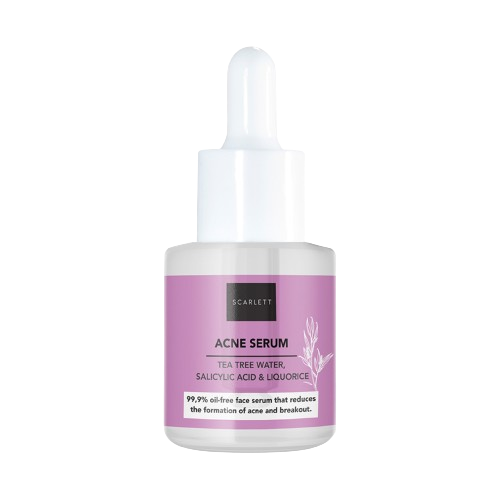 SCARLETT
ACNE SERUM
TEA TREE WATER,
SALICYLIC ACID & LIQUORICE
99,9% oil-free face serum that reduces
the formation of acne and breakout.